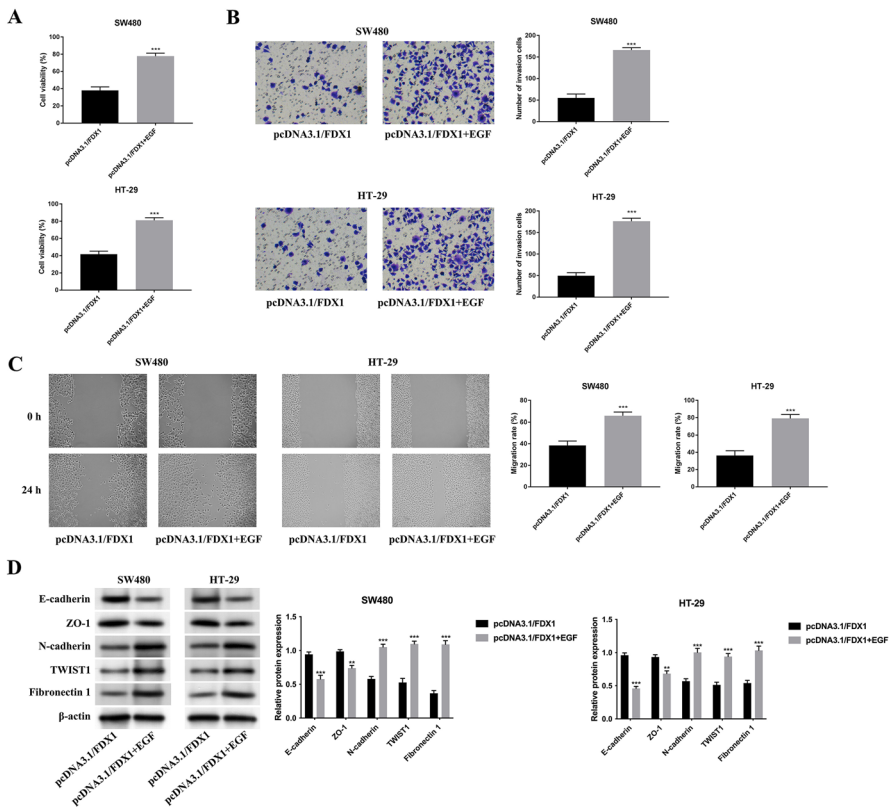 A
SW480
Cell viability (%)
100
80
60
40
20
0
***
pcDNA3.1/FDX1
pcDNA3.1/FDX1+EGF
HT-29
Cell viability (%)
100
80
60
40
20
0
***
pcDNA3.1/FDX1
pcDNA3.1/FDX1+EGF
B
SW480
pcDNA3.1/FDX1
pcDNA3.1/FDX1+EGF
SW480
Number of invasion cells
200
150
100
50
0
***
pcDNA3.1/FDX1
pcDNA3.1/FDX1+EGF
HT-29
pcDNA3.1/FDX1
pcDNA3.1/FDX1+EGF
HT-29
Number of invasion cells
200
150
100
50
0
***
pcDNA3.1/FDX1
pcDNA3.1/FDX1+EGF
C
SW480
HT-29
0 h
24 h
pcDNA3.1/FDX1
pcDNA3.1/FDX1+EGF
pcDNA3.1/FDX1
pcDNA3.1/FDX1+EGF
SW480
Migration rate (%)
80
60
40
20
0
***
pcDNA3.1/FDX1
pcDNA3.1/FDX1+EGF
HT-29
Migration rate (%)
100
80
60
40
20
0
***
pcDNA3.1/FDX1
pcDNA3.1/FDX1+EGF
D
SW480
HT-29
E-cadherin
ZO-1
N-cadherin
TWIST1
Fibronectin 1
β-actin
pcDNA3.1/FDX1
pcDNA3.1/FDX1+EGF
pcDNA3.1/FDX1
pcDNA3.1/FDX1+EGF
SW480
Relative protein expression
1.5
1.0
0.5
0.0
***
**
***
***
***
E-cadherin
ZO-1
N-cadherin
TWIST1
Fibronectin 1
pcDNA3.1/FDX1
pcDNA3.1/FDX1+EGF
HT-29
Relative protein expression
1.5
1.0
0.5
0.0
***
**
***
***
***
E-cadherin
ZO-1
N-cadherin
TWIST1
Fibronectin 1
pcDNA3.1/FDX1
pcDNA3.1/FDX1+EGF